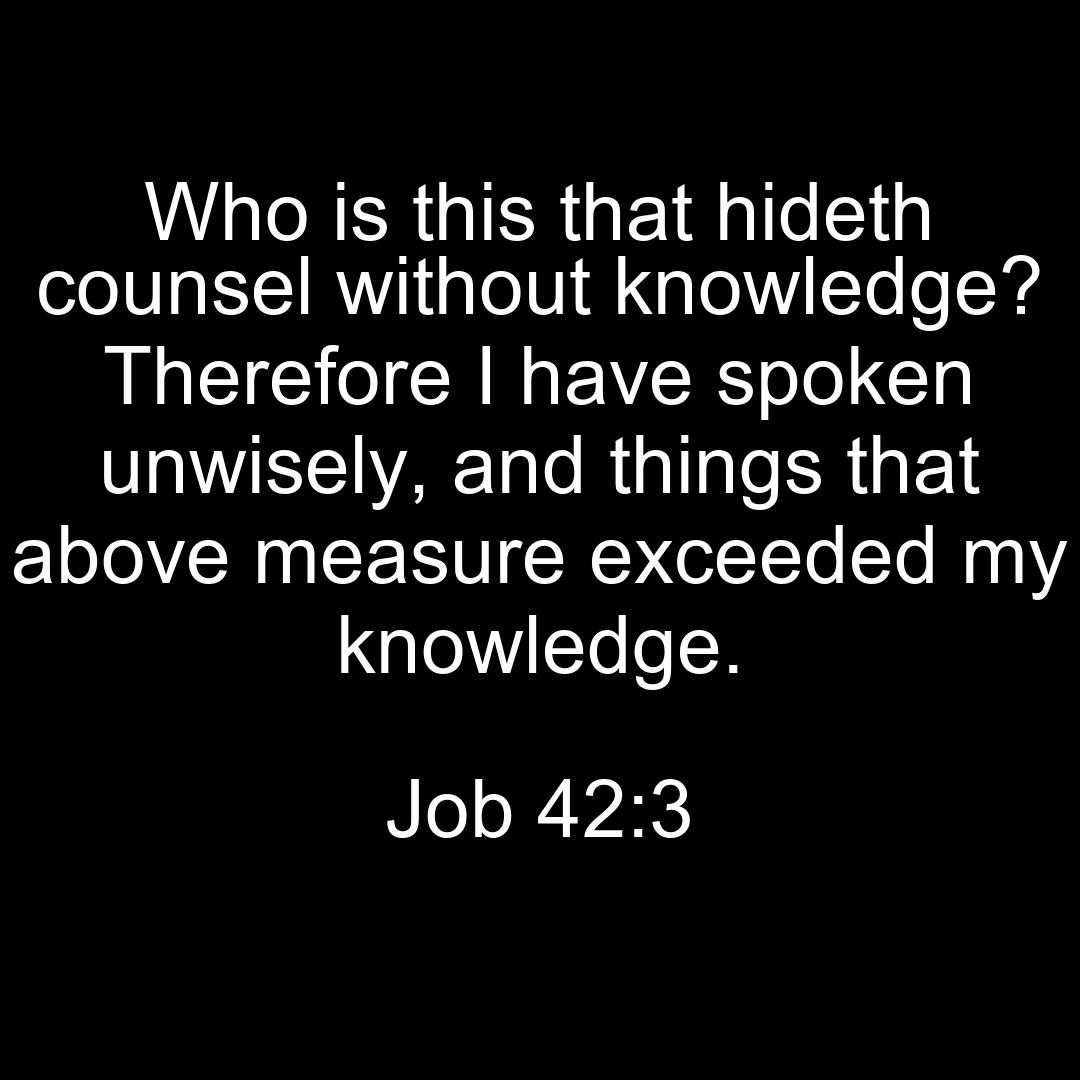 Who is this that hideth
counsel without knowledge?
Therefore I have spoken
unwisely, and things that
above measure exceeded my
knowledge.
Job 42:3